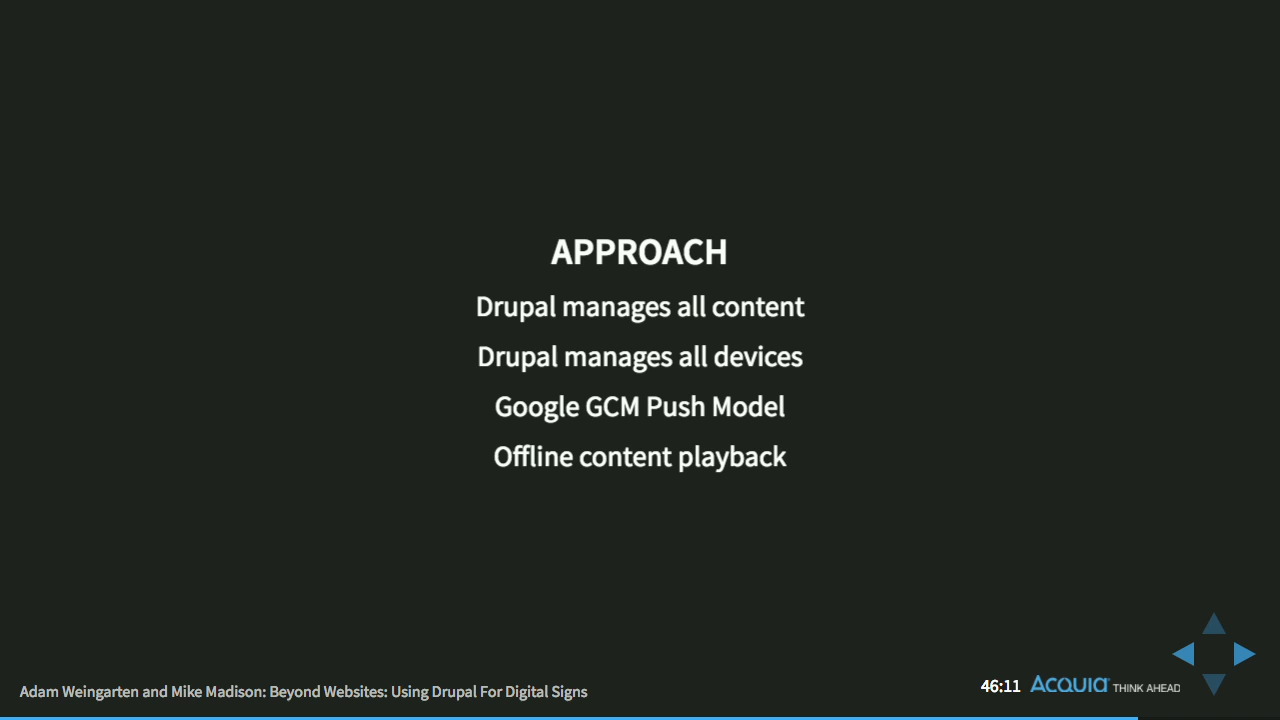 APPROACH
Drupal manages all content
Drupal manages all devices
Google GCM Push Model
Offline content playback
Adam Weingarten and Mike Madison: Beyond Websites: Using Drupal For Digital Signs
46:11 Acquia THINK AHEAD